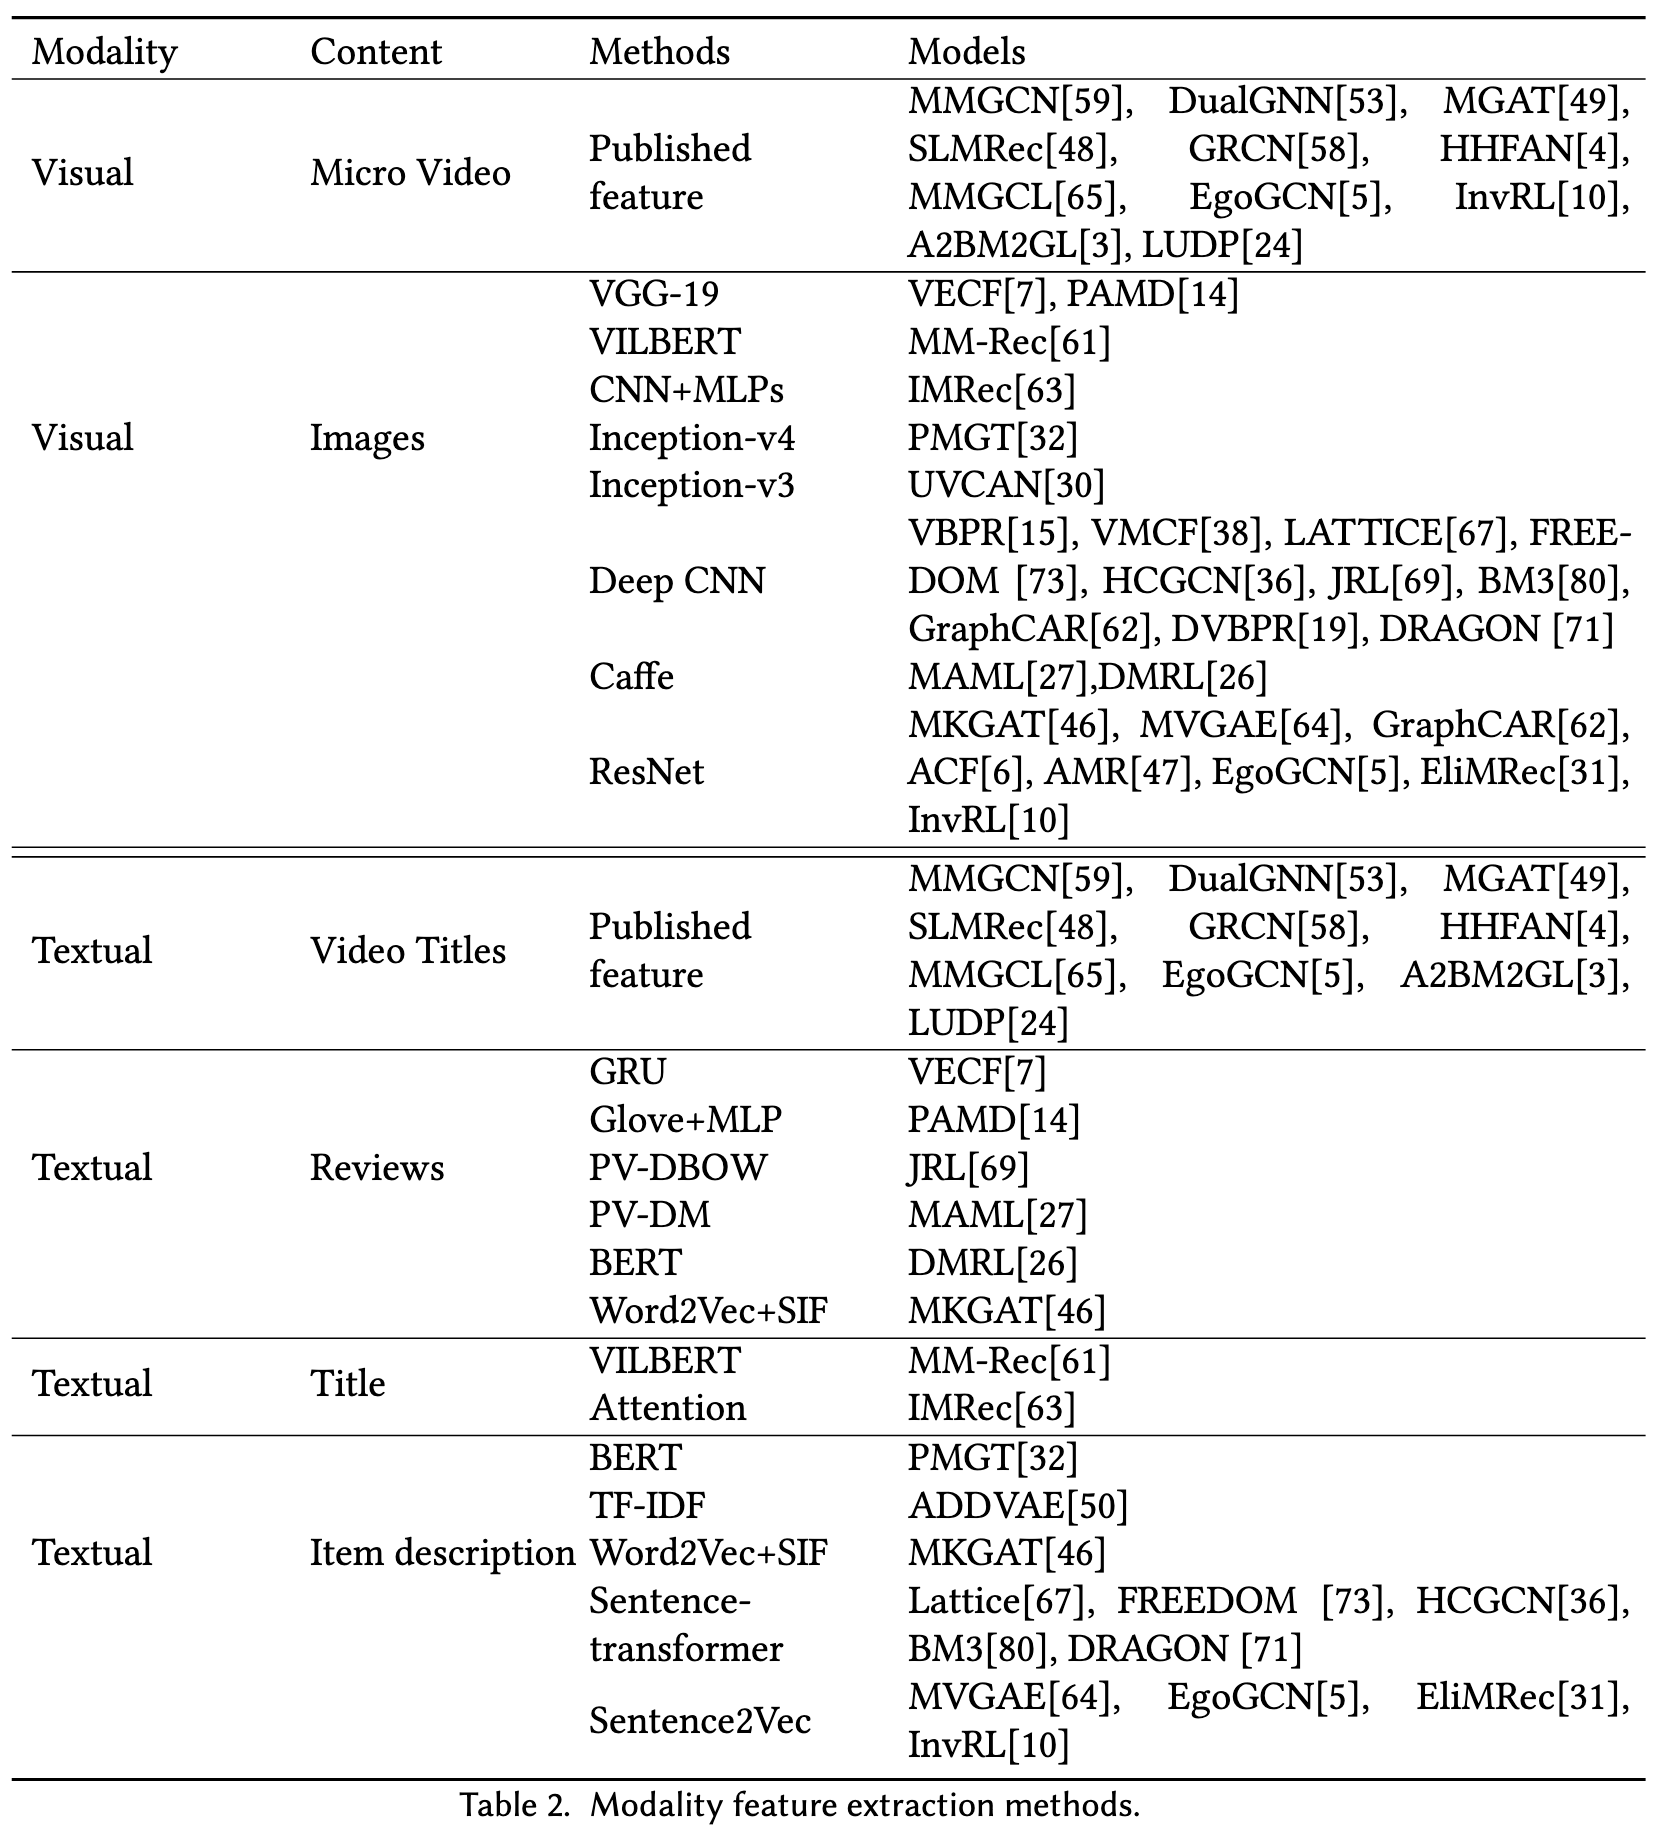 Modality Content Methods Models
Visual Micro Video Published feature MMGCN[59], DualGNN[53], MGAT[49],
SLMRec[48], GRCN[58], HHFAN[4],
MMGCL[65], EgoGCN[5], InvRL[10],
A2BM2GL[3], LUDP[24]
Visual Images
VGG-19 VECF[7], PAMD[14]
VILBERT MM-Rec[61]
CNN+MLPs IMRec[63]
Inception-v4 PMGT[32]
Inception-v3 UVCAN[30]
Deep CNN VBPR[15], VMCF[38], LATTICE[67], FREE-
DOM [73], HCGCN[36], JRL[69], BM3[80],
GraphCAR[62], DVBPR[19], DRAGON [71]
Caffe MAML[27],DMRL[26]
ResNet MKGAT[46], MVGAE[64], GraphCAR[62],
ACF[6], AMR[47], EgoGCN[5], EliMRec[31],
InvRL[10]
Textual Video Titles Published feature MMGCN[59], DualGNN[53], MGAT[49],
SLMRec[48], GRCN[58], HHFAN[4],
MMGCL[65], EgoGCN[5], A2BM2GL[3],
LUDP[24]
Textual Reviews
GRU VECF[7]
Glove+MLP PAMD[14]
PV-DBOW JRL[69]
PV-DM MAML[27]
BERT DMRL[26]
Word2Vec+SIF MKGAT[46]
Textual Title
VILBERT MM-Rec[61]
Attention IMRec[63]
Textual Item description
BERT PMGT[32]
TF-IDF ADDVAE[50]
Word2Vec+SIF MKGAT[46]
Sentence- Lattice[67], FREEDOM [73], HCGCN[36],
transformer BM3[80], DRAGON [71]
Sentence2Vec MVGAE[64], EgoGCN[5], EliMRec[31],
InvRL[10]
Table 2. Modality feature extraction methods.